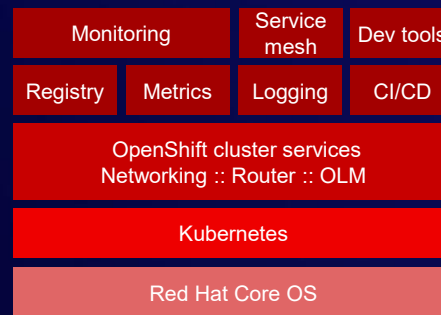 Monitoring
Service
mesh
Dev tools
Registry
Metrics
Logging
CI/CD
OpenShift cluster services
Networking :: Router :: OLM
Kubernetes
Red Hat Core OS